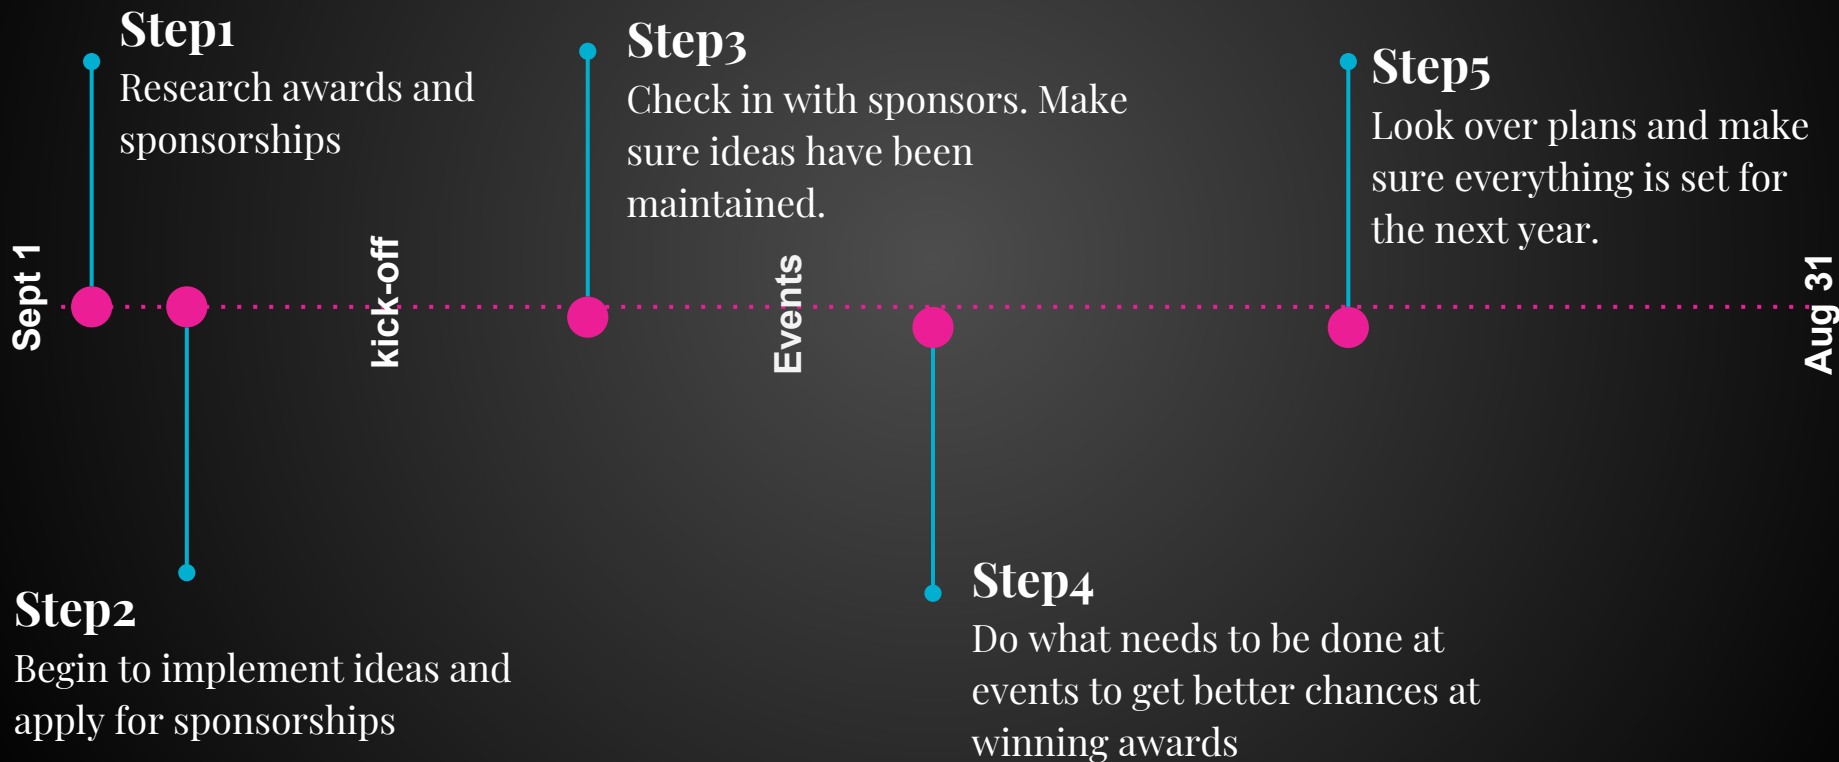 Step1
Research awards and
sponsorships
Step3
Check in with sponsors. Make
sure ideas have been
maintained.
Step5
Look over plans and make
sure everything is set for
the next year.
Sept 1
kick-off
Events
Aug 31
Step2
Begin to implement ideas and
apply for sponsorships
Step4
Do what needs to be done at
events to get better chances at
winning awards